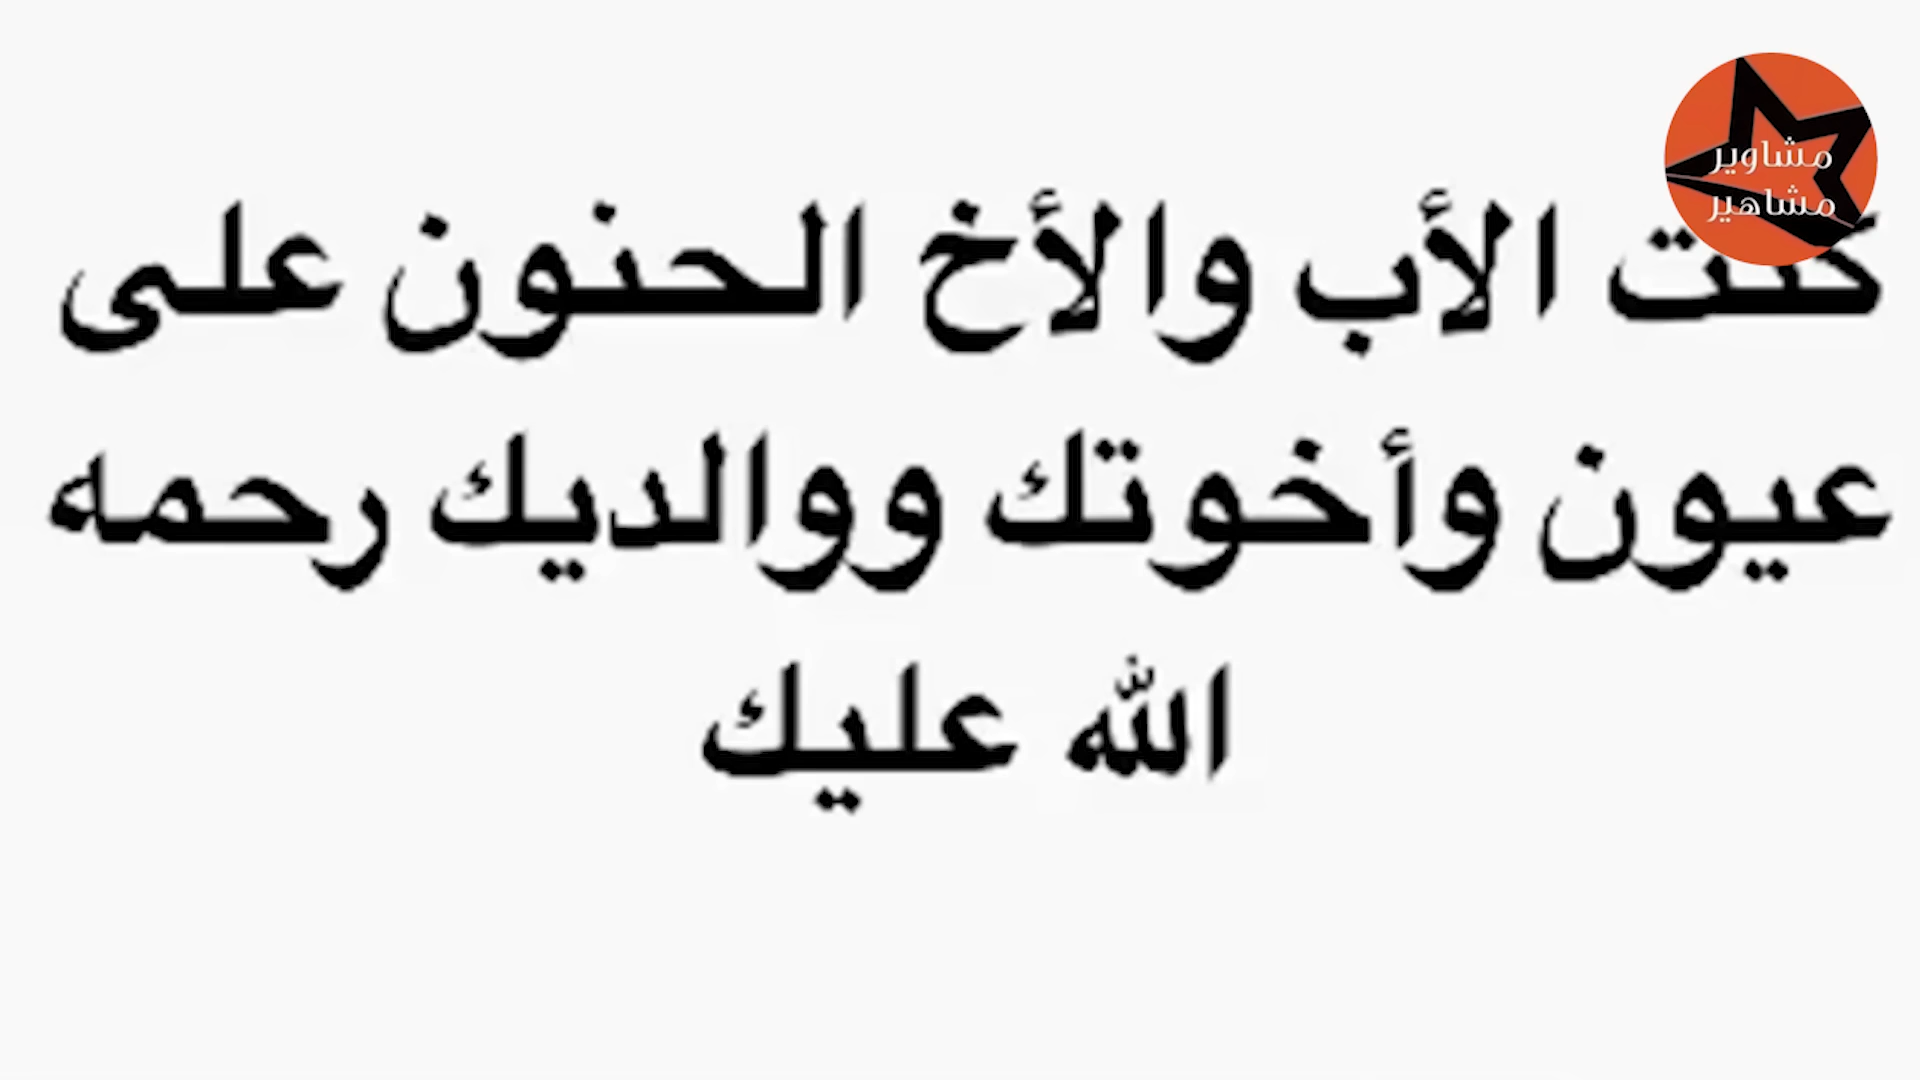 مشاوير
مشاهير
كنت الأب والأخ الحنون على
عيون وأخوتك ووالديك رحمه
الله عليك